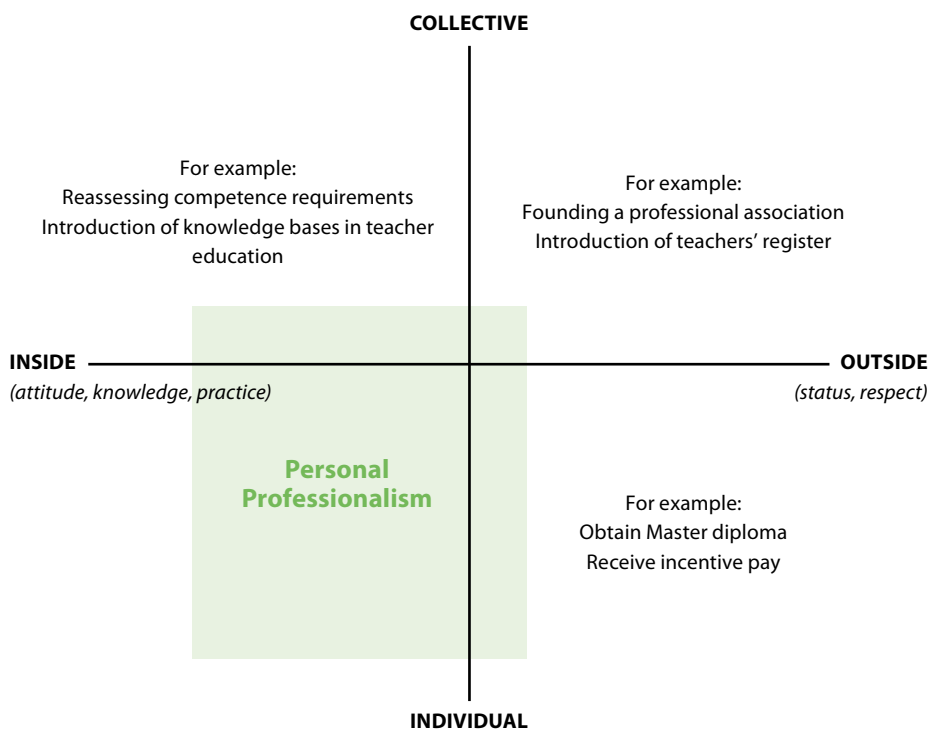 COLLECTIVE
For example:
Reassessing competence requirements
Introduction of knowledge bases in teacher
education
For example:
Founding a professional association
Introduction of teachers’ register
INSIDE
(attitude, knowledge, practice)
OUTSIDE
(status, respect)
Personal
Professionalism
For example:
Obtain Master diploma
Receive incentive pay
INDIVIDUAL